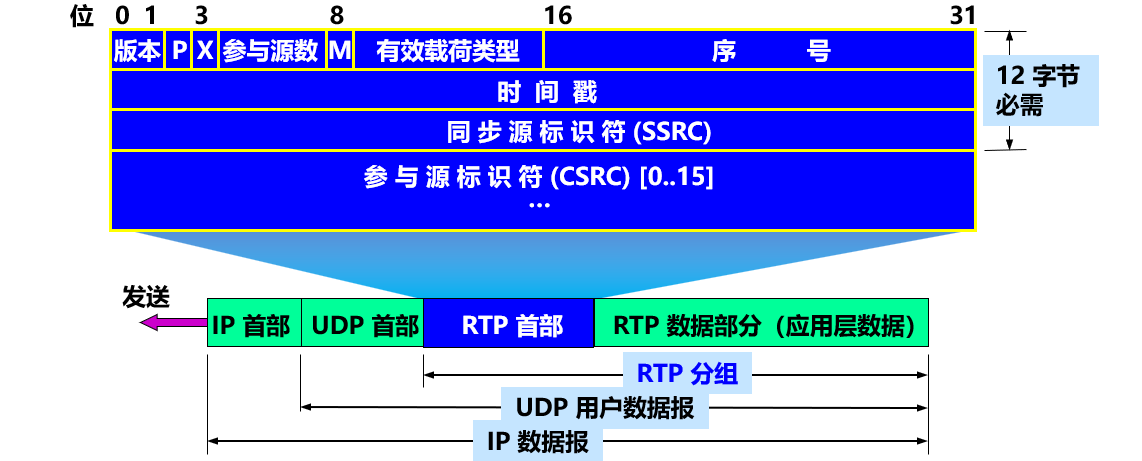 位 0 1 3 8 16 31
版本 P X 参与源数 M 有效载荷类型 序 号
时 间 戳
同 步 源 标 识 符 (SSRC)
参 与 源 标 识 符 (CSRC) [0..15]
...
12 字节
必需
发送
IP 首部 UDP 首部 RTP 首部 RTP 数据部分（应用层数据）
RTP 分组
UDP 用户数据报
IP 数据报